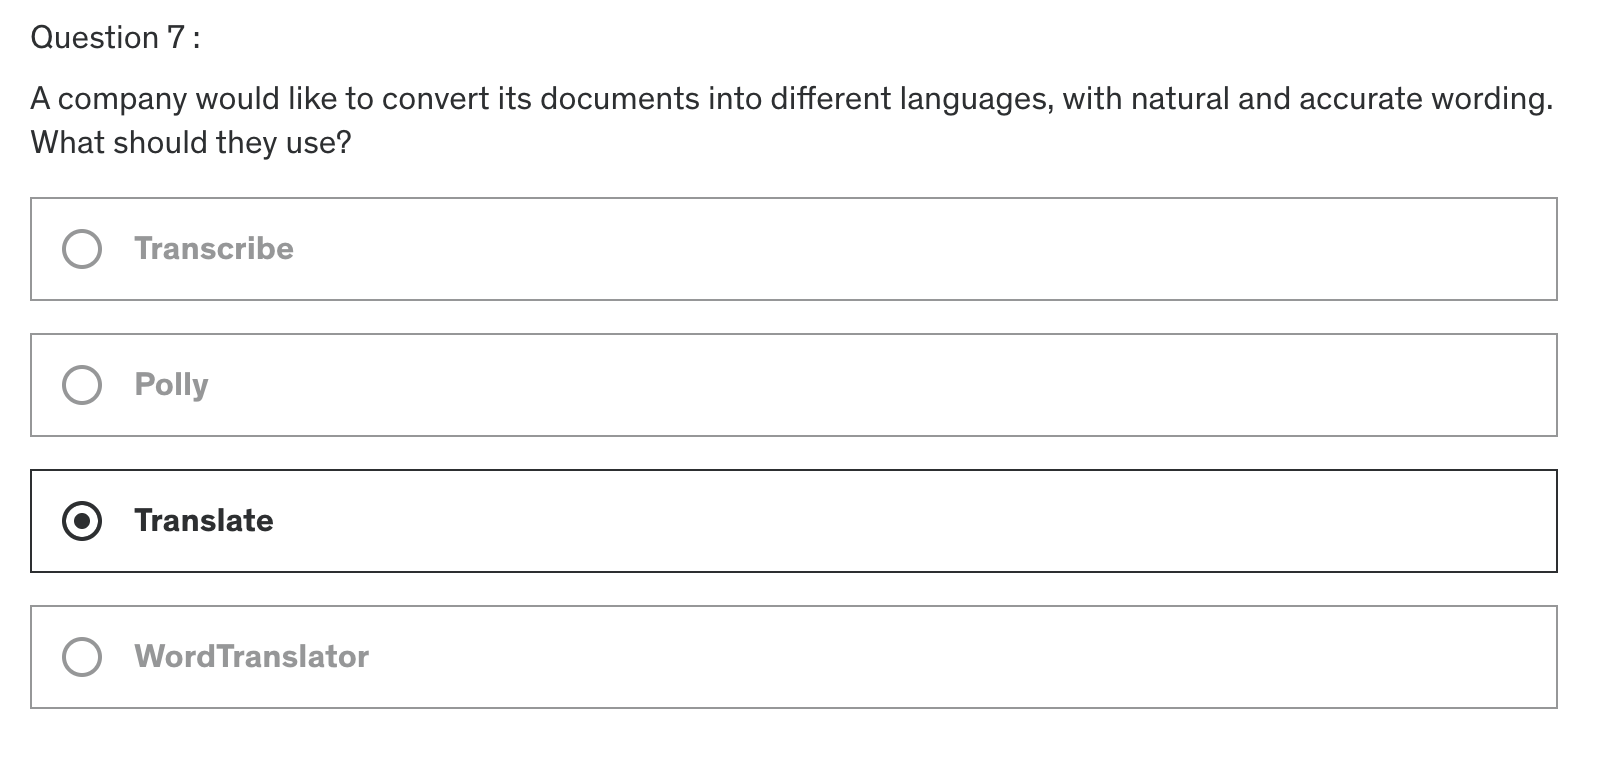 Question 7 :
A company would like to convert its documents into different languages, with natural and accurate wording.
What should they use?
Transcribe
Polly
Translate
WordTranslator